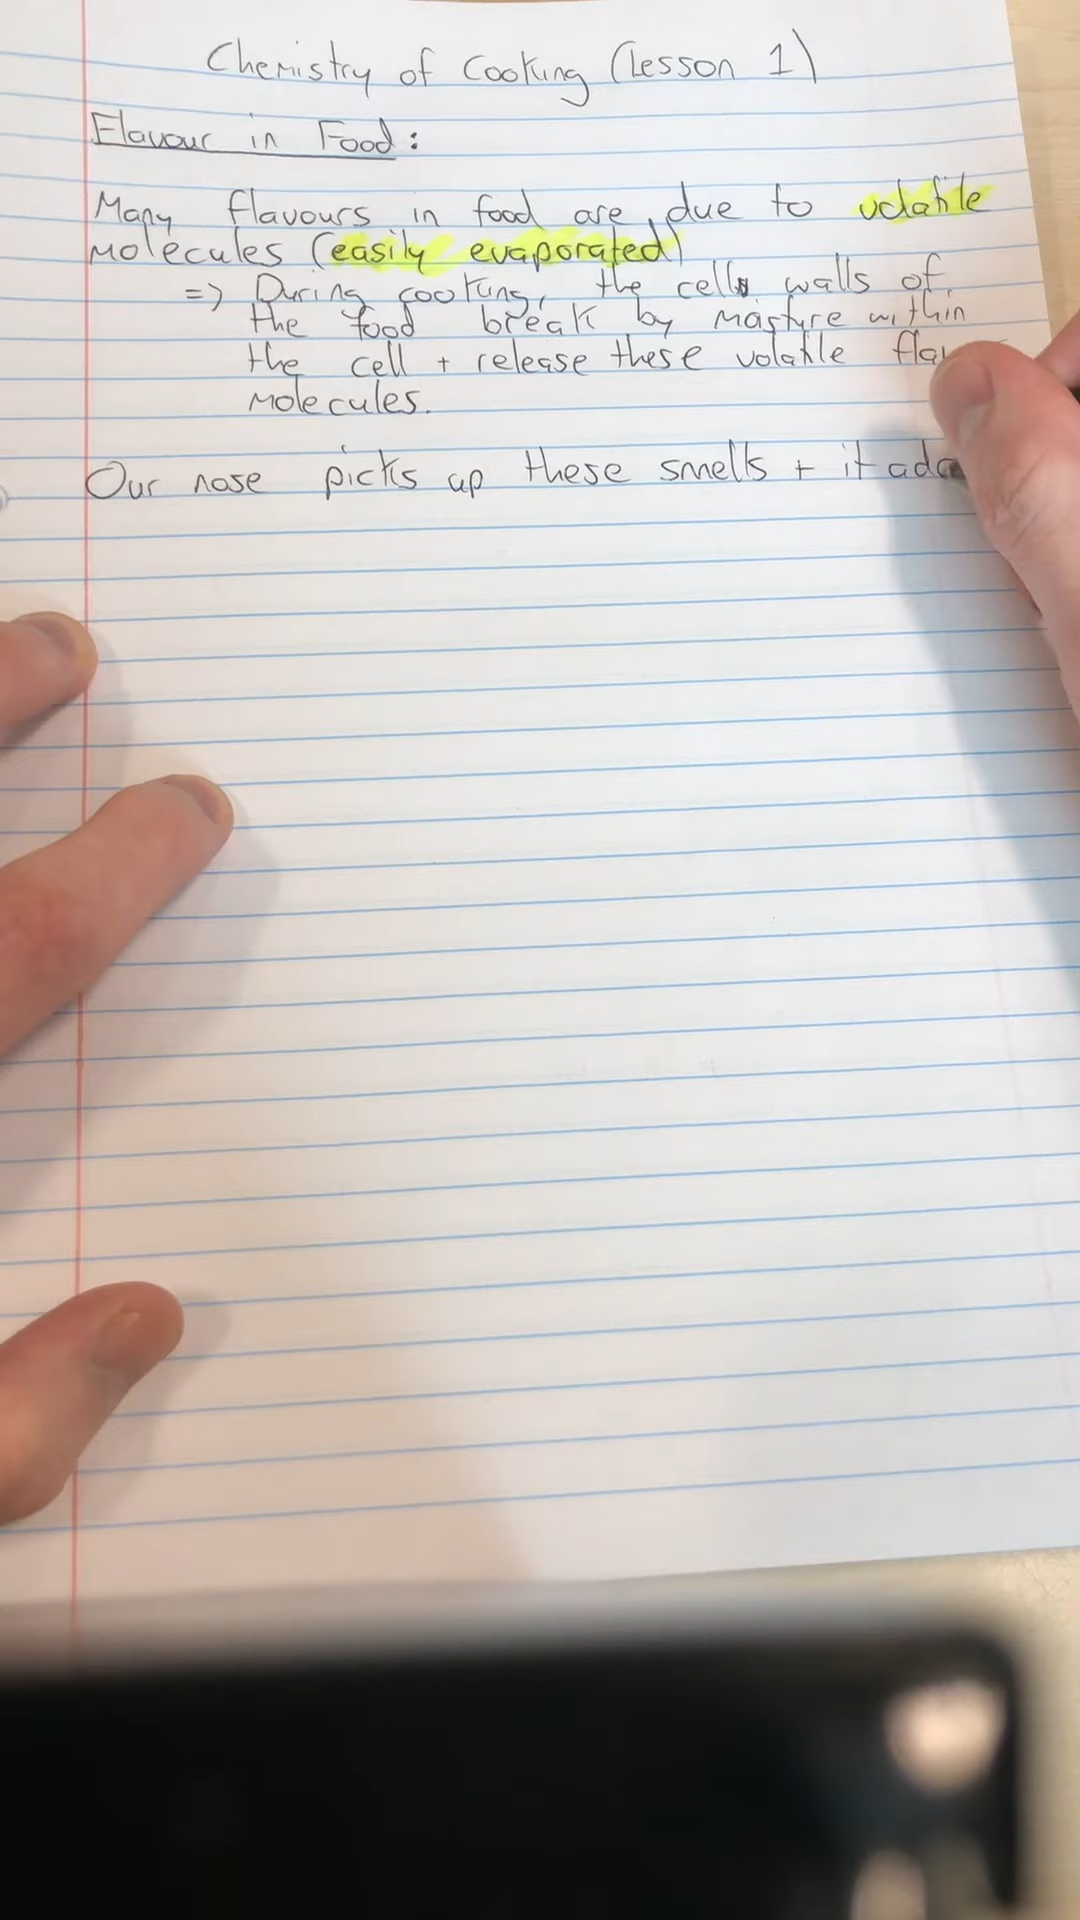 Chemistry of Cooking (Lesson 1)
Flavour in Food:
Many flavours in food are due to volatile
molecules (easily evaporated)
=> During cooking, the cell walls of
the food break by moisture within
the cell + release these volatile
molecules.
Our nose picks up these smells + it